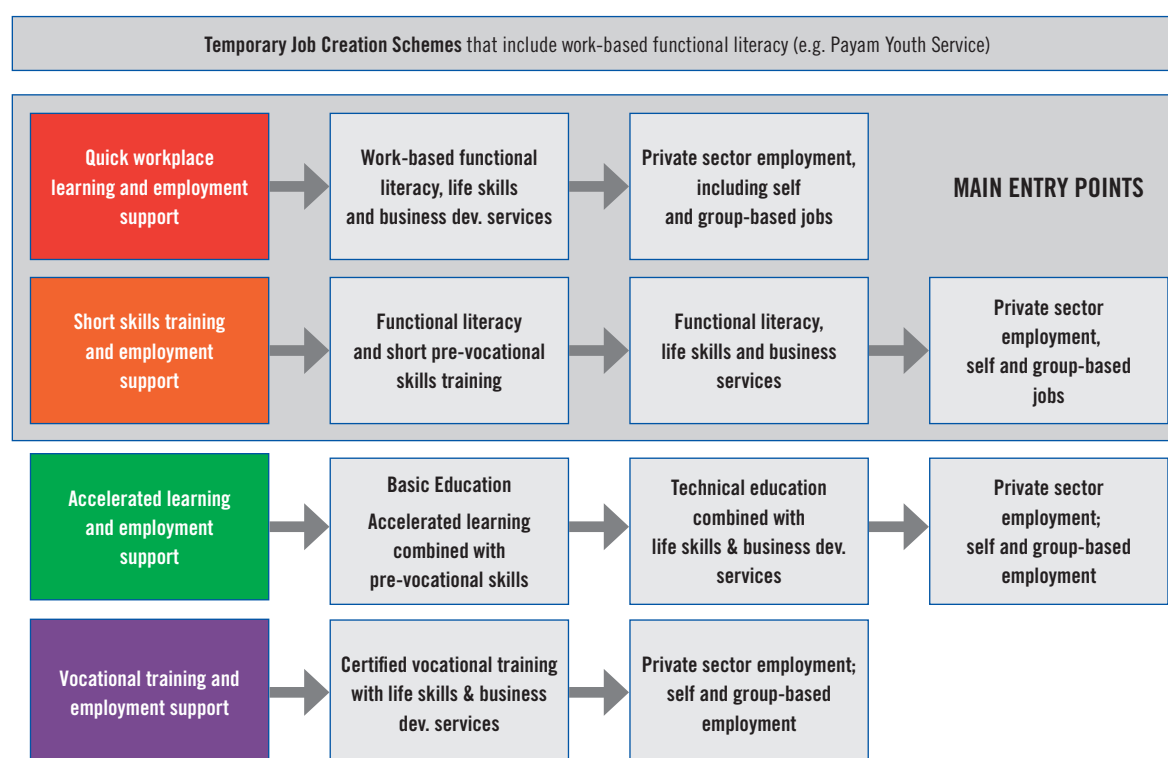 Temporary Job Creation Schemes that include work-based functional literacy (e.g. Payam Youth Service)
Quick workplace
learning and employment
support
Work-based functional
literacy, life skills
and business dev. services
Private sector employment,
including self
and group-based jobs
MAIN ENTRY POINTS
Short skills training
and employment
support
Functional literacy
and short pre-vocational
skills training
Functional literacy,
life skills and business
services
Private sector
employment,
self and group-based
jobs
Accelerated learning
and employment
support
Basic Education
Accelerated learning
combined with
pre-vocational skills
Technical education
combined with
life skills & business dev.
services
Private sector
employment;
self and group-based
employment
Vocational training and
employment support
Certified vocational training
with life skills & business
dev. services
Private sector employment;
self and group-based
employment